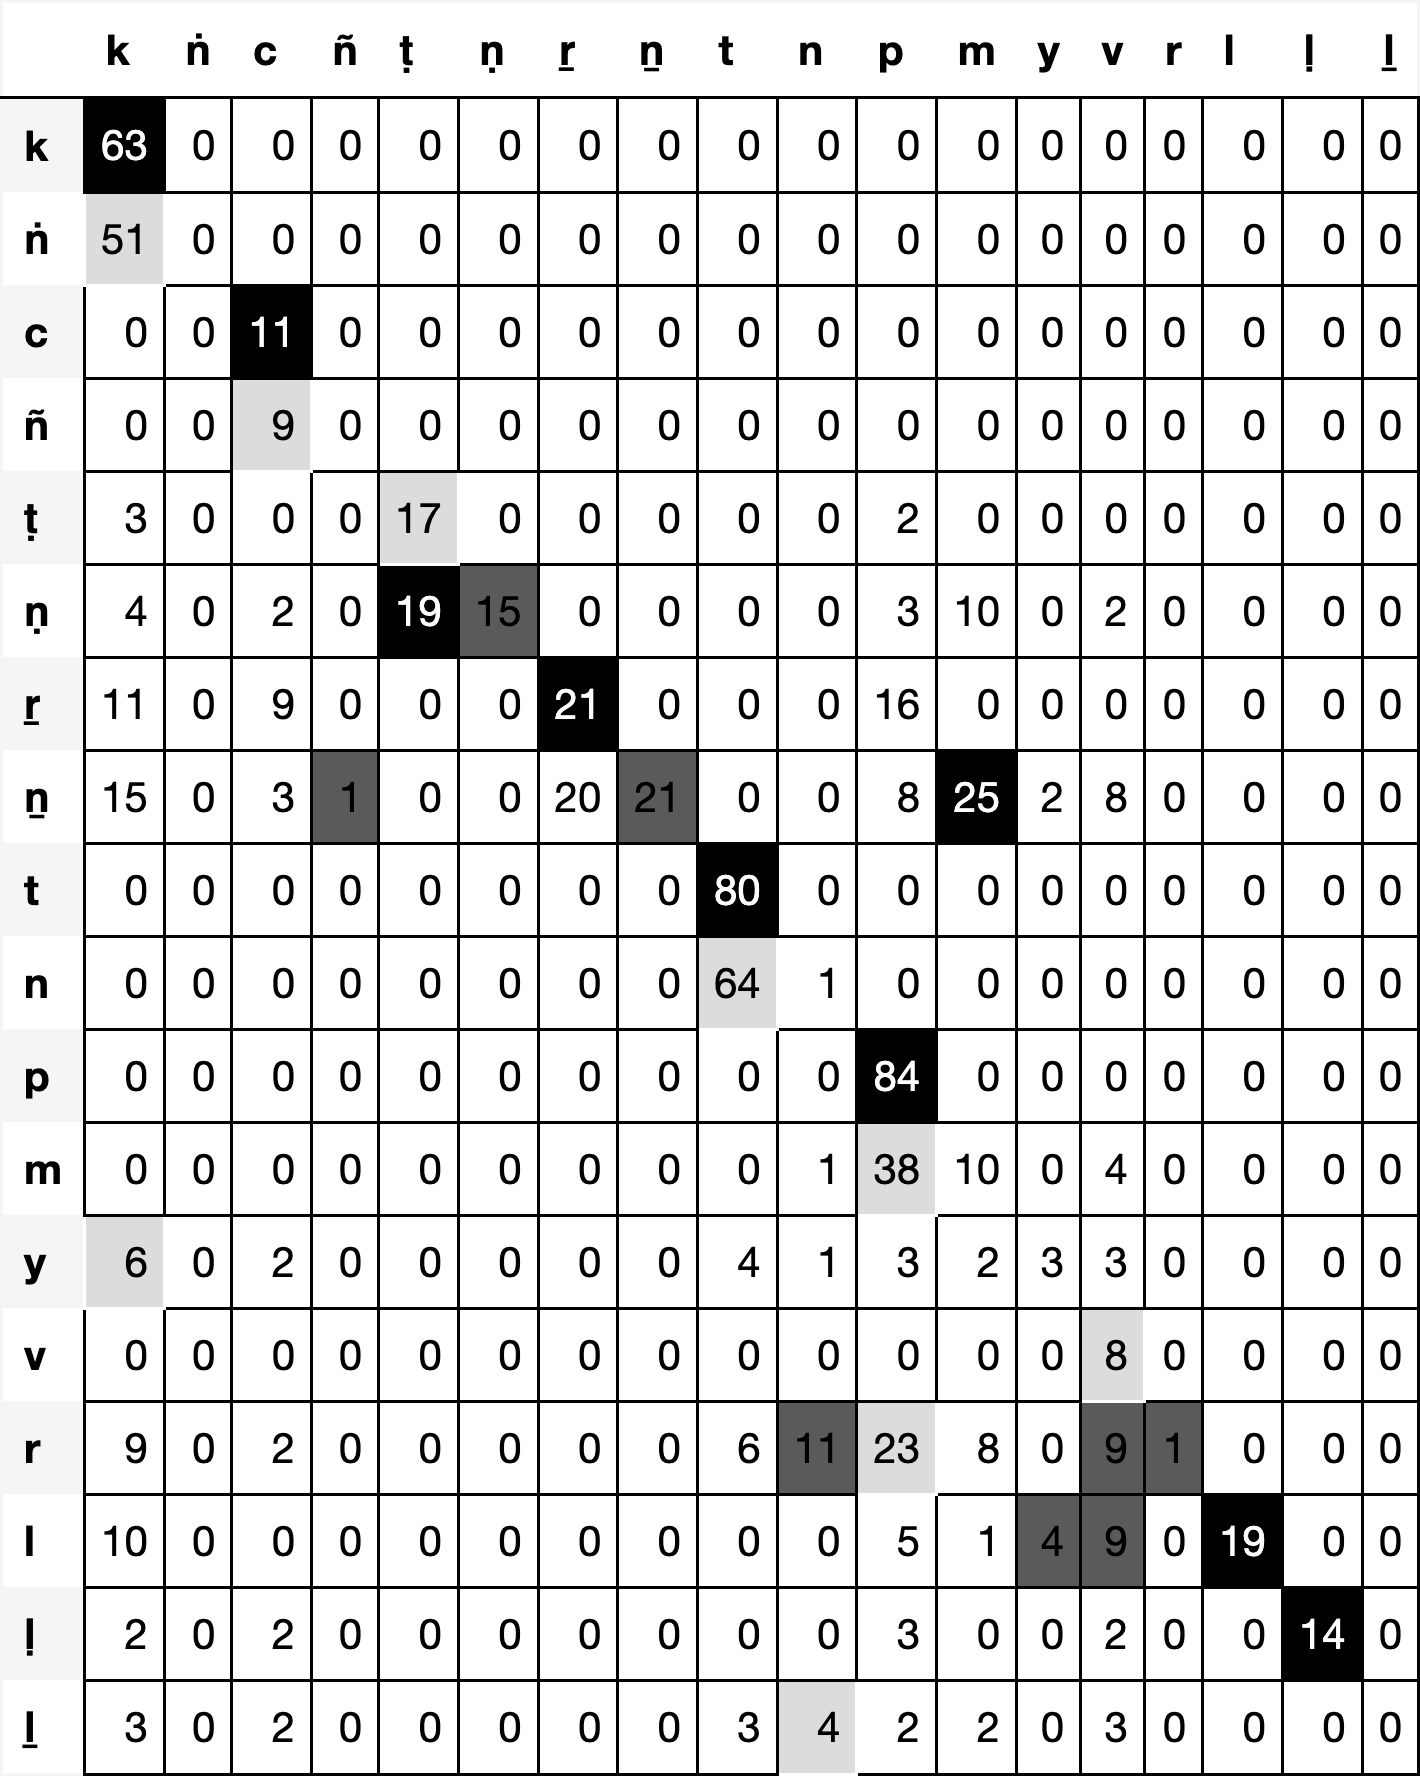 k ṅ c ñ ṭ ṇ ṟ ṉ t n p m y v r l ḷ ḻ
k 63 0 0 0 0 0 0 0 0 0 0 0 0 0 0 0 0 0
ṅ 51 0 0 0 0 0 0 0 0 0 0 0 0 0 0 0 0 0
c 0 0 11 0 0 0 0 0 0 0 0 0 0 0 0 0 0 0
ñ 0 0 9 0 0 0 0 0 0 0 0 0 0 0 0 0 0 0
ṭ 3 0 0 0 17 0 0 0 0 0 2 0 0 0 0 0 0 0
ṇ 4 0 2 0 19 15 0 0 0 0 3 10 0 2 0 0 0 0
ṟ 11 0 9 0 0 0 21 0 0 0 16 0 0 0 0 0 0 0
ṉ 15 0 3 1 0 0 20 21 0 0 8 25 2 8 0 0 0 0
t 0 0 0 0 0 0 0 0 80 0 0 0 0 0 0 0 0 0
n 0 0 0 0 0 0 0 0 64 1 0 0 0 0 0 0 0 0
p 0 0 0 0 0 0 0 0 0 0 84 0 0 0 0 0 0 0
m 0 0 0 0 0 0 0 0 0 1 38 10 0 4 0 0 0 0
y 6 0 2 0 0 0 0 0 4 1 3 2 3 3 0 0 0 0
v 0 0 0 0 0 0 0 0 0 0 0 0 0 8 0 0 0 0
r 9 0 2 0 0 0 0 0 6 11 23 8 0 9 1 0 0 0
l 10 0 0 0 0 0 0 0 0 0 5 1 4 9 0 19 0 0
ḷ 2 0 2 0 0 0 0 0 0 0 3 0 0 2 0 0 14 0
ḻ 3 0 2 0 0 0 0 0 3 4 2 2 0 3 0 0 0 0